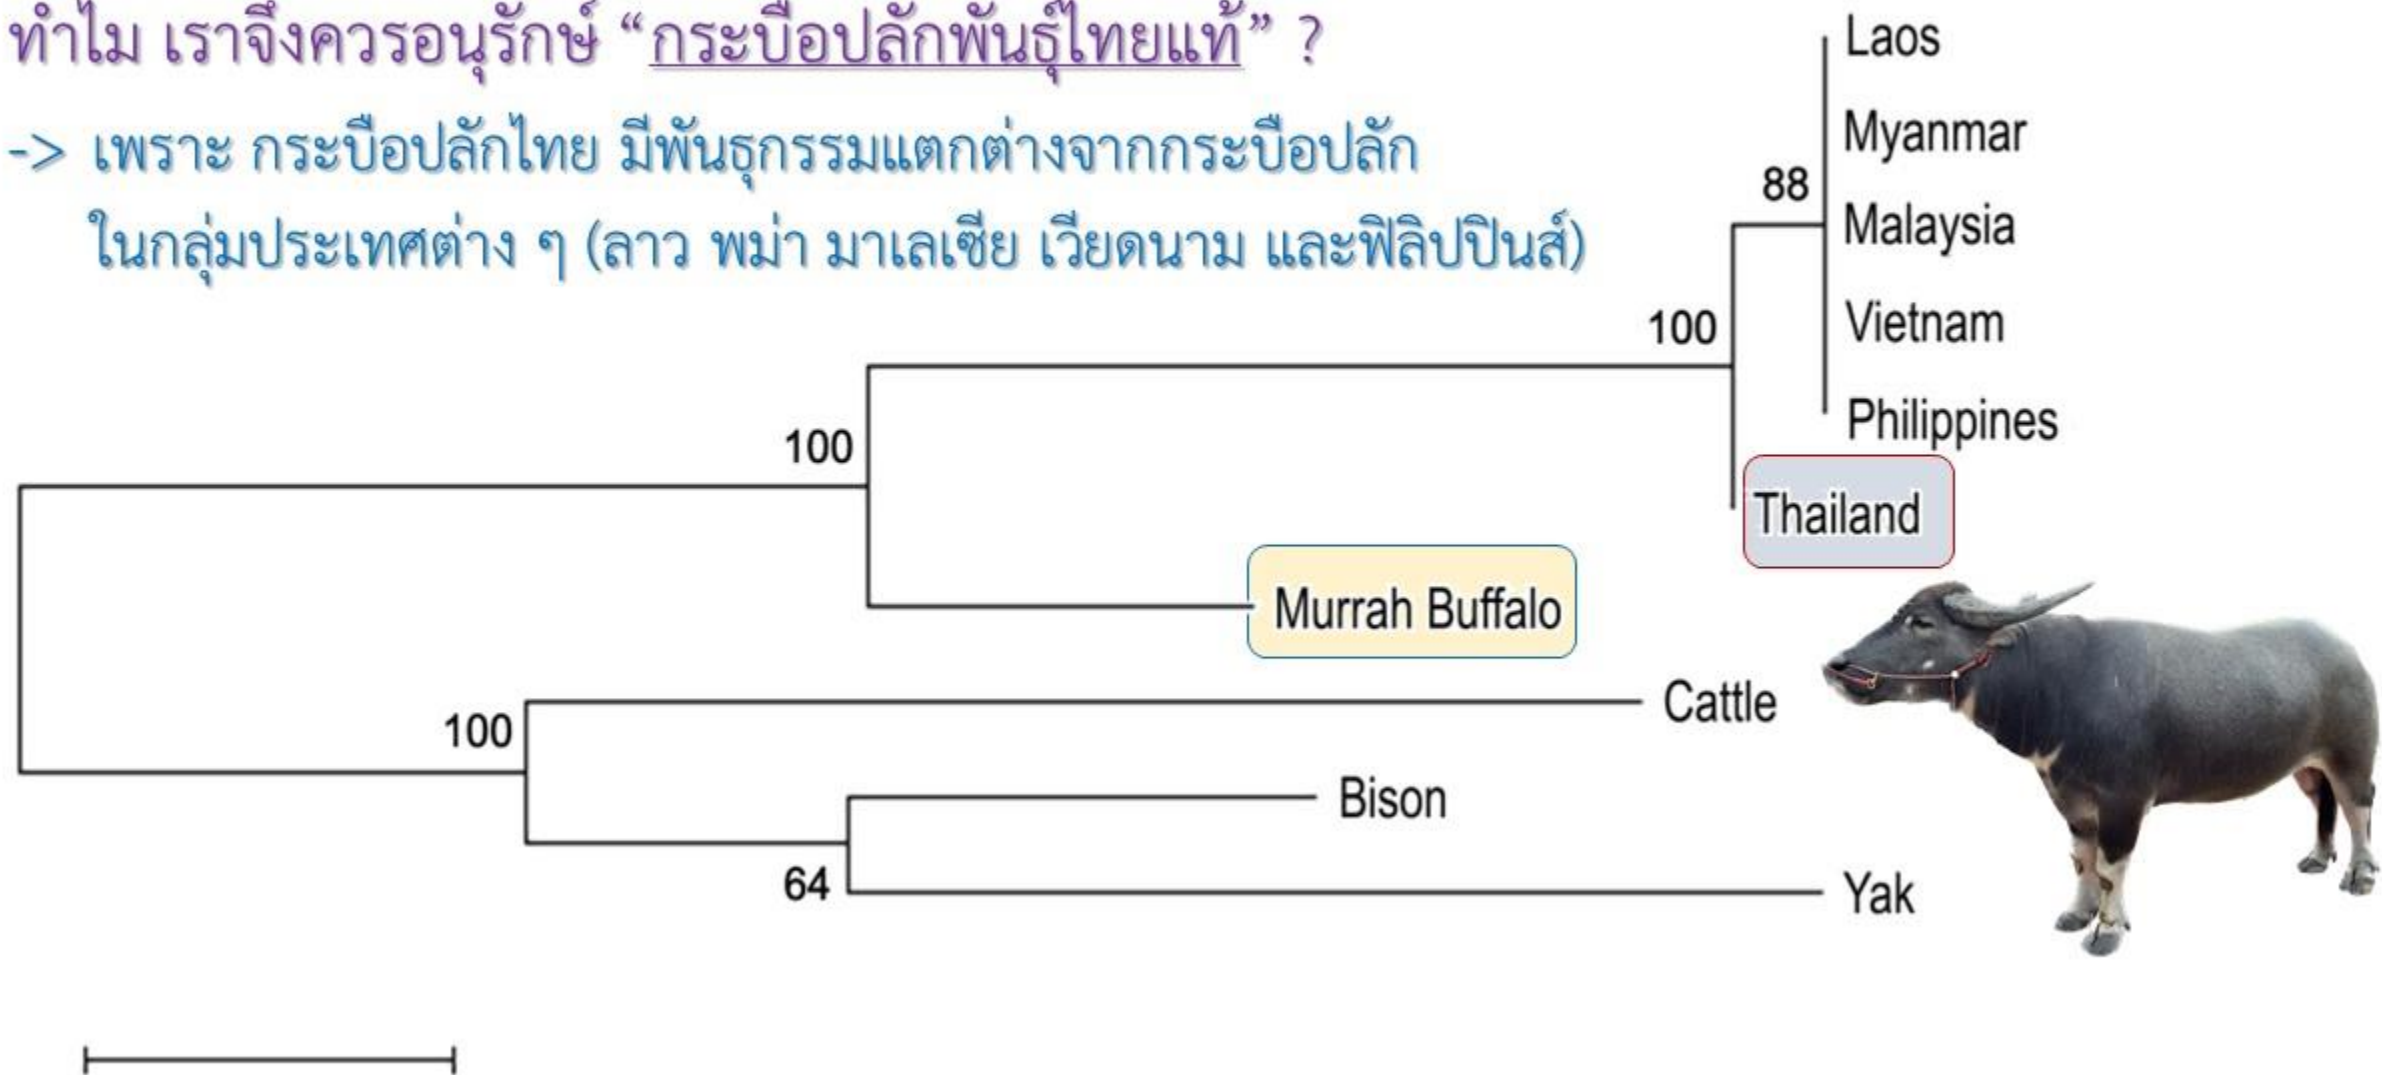 ทำไม เราจึงควรอนุรักษ์ “กระบือปลักพันธุ์ไทยแท้” ?
-> เพราะ กระบือปลักไทย มีพันธุกรรมแตกต่างจากกระบือปลัก
ในกลุ่มประเทศต่าง ๆ (ลาว พม่า มาเลเซีย เวียดนาม และฟิลิปปินส์)
Laos
Myanmar
88
Malaysia
Vietnam
100
Philippines
100
Thailand
Murrah Buffalo
Cattle
100
Bison
64
Yak